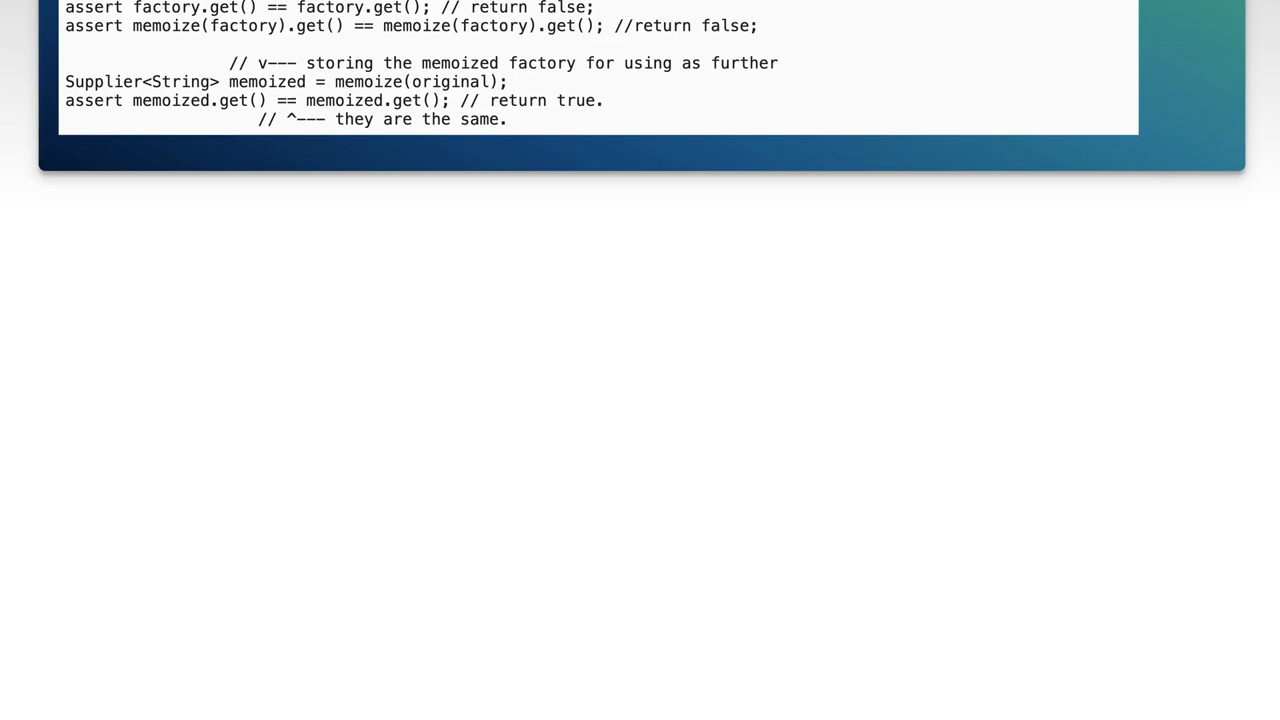 assert factory.get() == factory.get(); // return false;
assert memoize(factory).get() == memoize(factory).get(); //return false;
// v--- storing the memoized factory for using as further
Supplier<String> memoized = memoize(original);
assert memoized.get() == memoized.get(); // return true.
// ^--- they are the same.